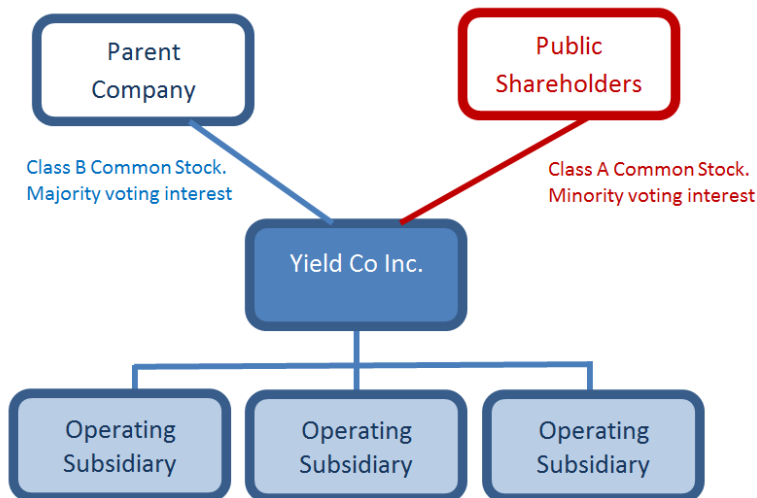 Parent
Company
Public
Shareholders
Class B Common Stock.
Majority voting interest
Class A Common Stock.
Minority voting interest
Yield Co Inc.
Operating
Subsidiary
Operating
Subsidiary
Operating
Subsidiary